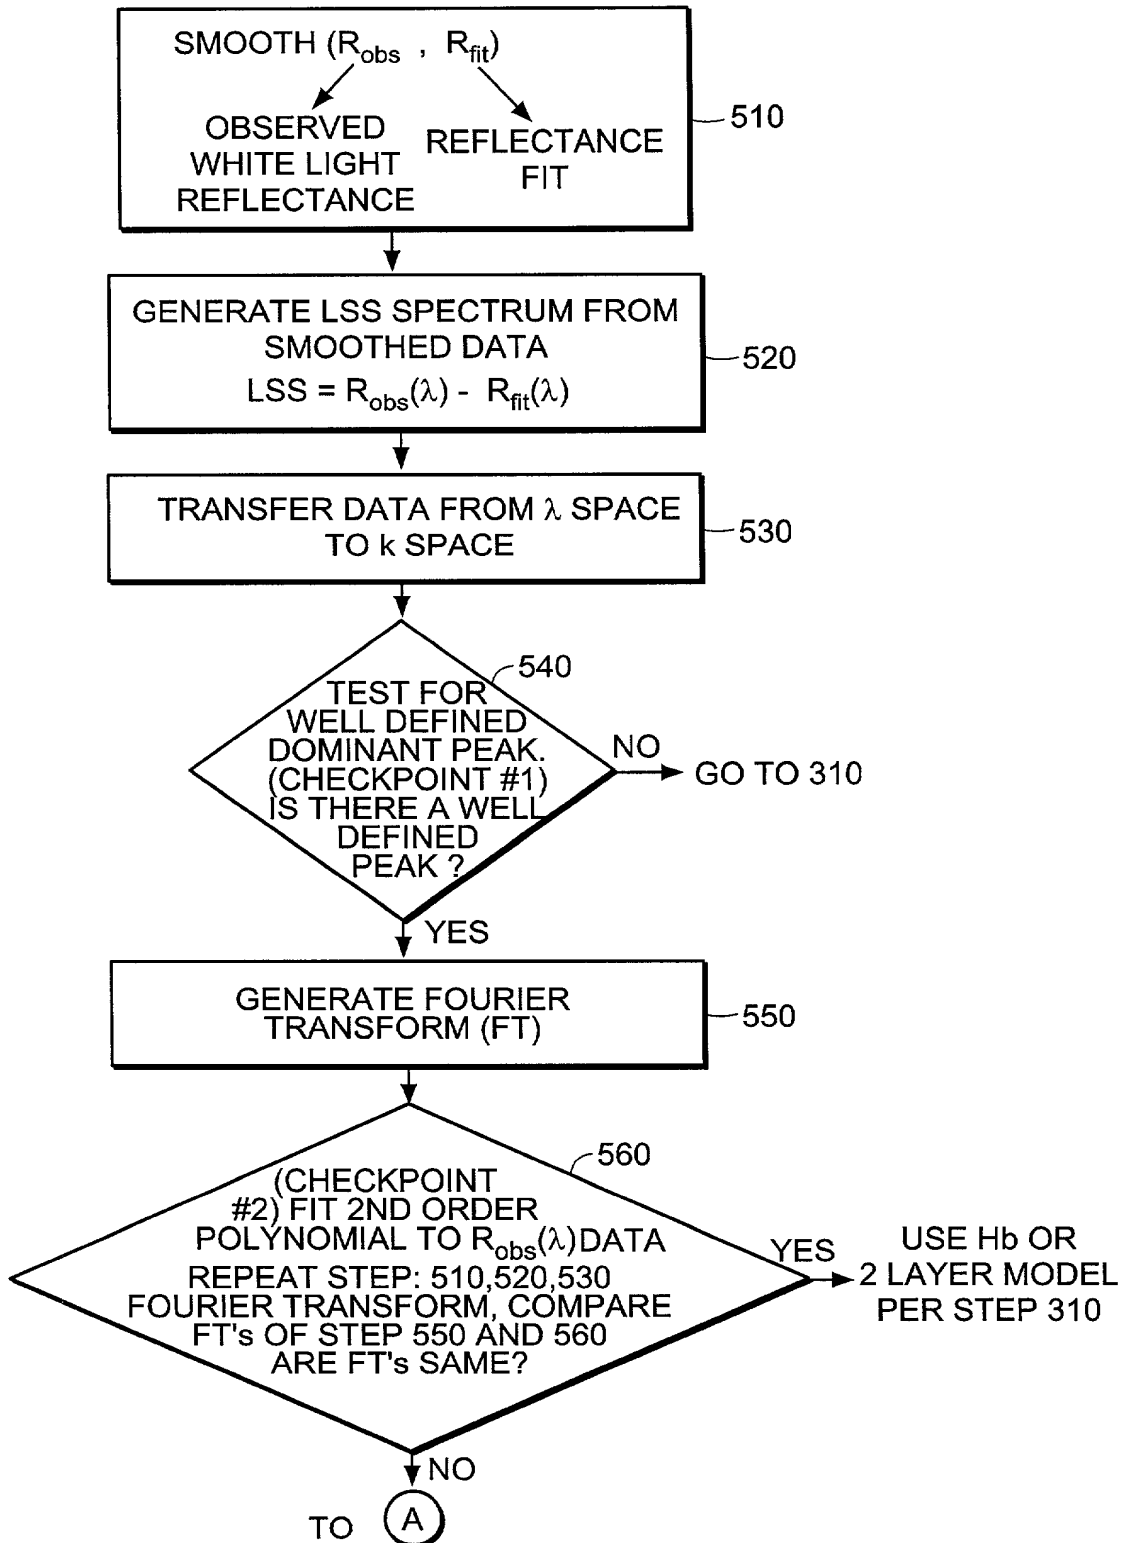 SMOOTH (Robs , Rfit)
OBSERVED
WHITE LIGHT
REFLECTANCE
REFLECTANCE
FIT
510
GENERATE LSS SPECTRUM FROM
SMOOTHED DATA
LSS = Robs(λ) - Rfit(λ)
520
TRANSFER DATA FROM λ SPACE
TO k SPACE
530
540
TEST FOR
WELL DEFINED
DOMINANT PEAK.
(CHECKPOINT #1)
IS THERE A WELL
DEFINED
PEAK ?
NO
GO TO 310
YES
GENERATE FOURIER
TRANSFORM (FT)
550
560
(CHECKPOINT
#2) FIT 2ND ORDER
POLYNOMIAL TO Robs(λ) DATA
REPEAT STEP: 510,520,530
FOURIER TRANSFORM, COMPARE
FT's OF STEP 550 AND 560
ARE FT's SAME?
YES
USE Hb OR
2 LAYER MODEL
PER STEP 310
NO
TO A